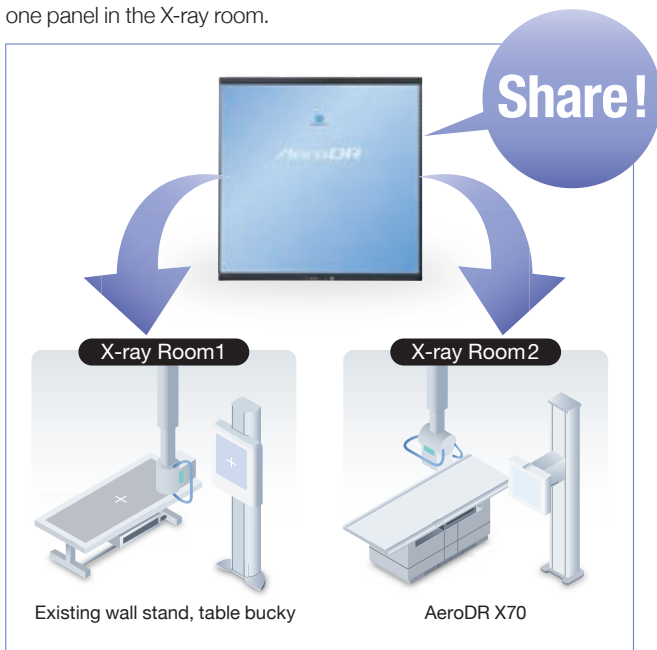 one panel in the X-ray room.
Share!
AeroDR
X-ray Room1
X-ray Room2
Existing wall stand, table bucky
AeroDR X70